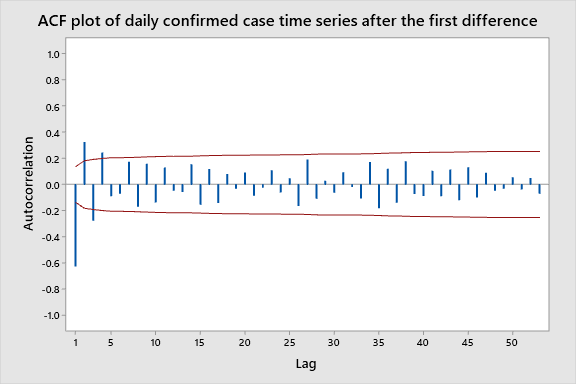 ACF plot of daily confirmed case time series after the first difference
1.0
0.8
0.6
0.4
0.2
0.0
-0.2
-0.4
-0.6
-0.8
-1.0
Autocorrelation
1 5 10 15 20 25 30 35 40 45 50
Lag